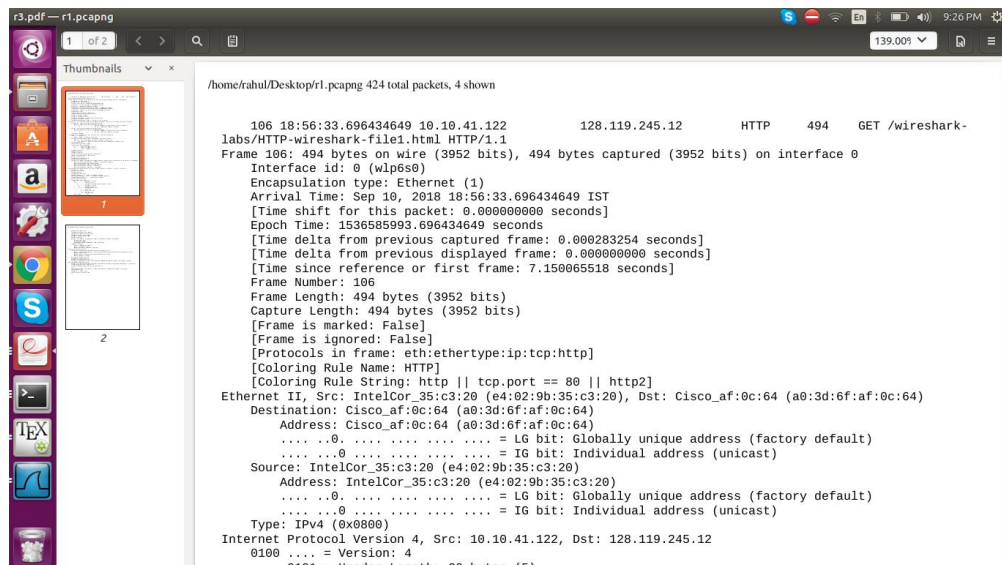 r3.pdf — r1.pcapng
S
En
9:26 PM
1 of 2
139.00%
Thumbnails
1
2
a
S
TEX
/home/rahul/Desktop/r1.pcapng 424 total packets, 4 shown
106 18:56:33.696434649 10.10.41.122 128.119.245.12 HTTP 494 GET /wireshark-
labs/HTTP-wireshark-file1.html HTTP/1.1
Frame 106: 494 bytes on wire (3952 bits), 494 bytes captured (3952 bits) on interface 0
Interface id: 0 (wlp6s0)
Encapsulation type: Ethernet (1)
Arrival Time: Sep 10, 2018 18:56:33.696434649 IST
[Time shift for this packet: 0.000000000 seconds]
Epoch Time: 1536585993.696434649 seconds
[Time delta from previous captured frame: 0.000283254 seconds]
[Time delta from previous displayed frame: 0.000000000 seconds]
[Time since reference or first frame: 7.150065518 seconds]
Frame Number: 106
Frame Length: 494 bytes (3952 bits)
Capture Length: 494 bytes (3952 bits)
[Frame is marked: False]
[Frame is ignored: False]
[Protocols in frame: eth:ethertype:ip:tcp:http]
[Coloring Rule Name: HTTP]
[Coloring Rule String: http || tcp.port == 80 || http2]
Ethernet II, Src: IntelCor_35:c3:20 (e4:02:9b:35:c3:20), Dst: Cisco_af:0c:64 (a0:3d:6f:af:0c:64)
Destination: Cisco_af:0c:64 (a0:3d:6f:af:0c:64)
Address: Cisco_af:0c:64 (a0:3d:6f:af:0c:64)
.... ..0. .... .... .... .... = LG bit: Globally unique address (factory default)
.... ...0 .... .... .... .... = IG bit: Individual address (unicast)
Source: IntelCor_35:c3:20 (e4:02:9b:35:c3:20)
Address: IntelCor_35:c3:20 (e4:02:9b:35:c3:20)
.... ..0. .... .... .... .... = LG bit: Globally unique address (factory default)
.... ...0 .... .... .... .... = IG bit: Individual address (unicast)
Type: IPv4 (0x0800)
Internet Protocol Version 4, Src: 10.10.41.122, Dst: 128.119.245.12
0100 .... = Version: 4